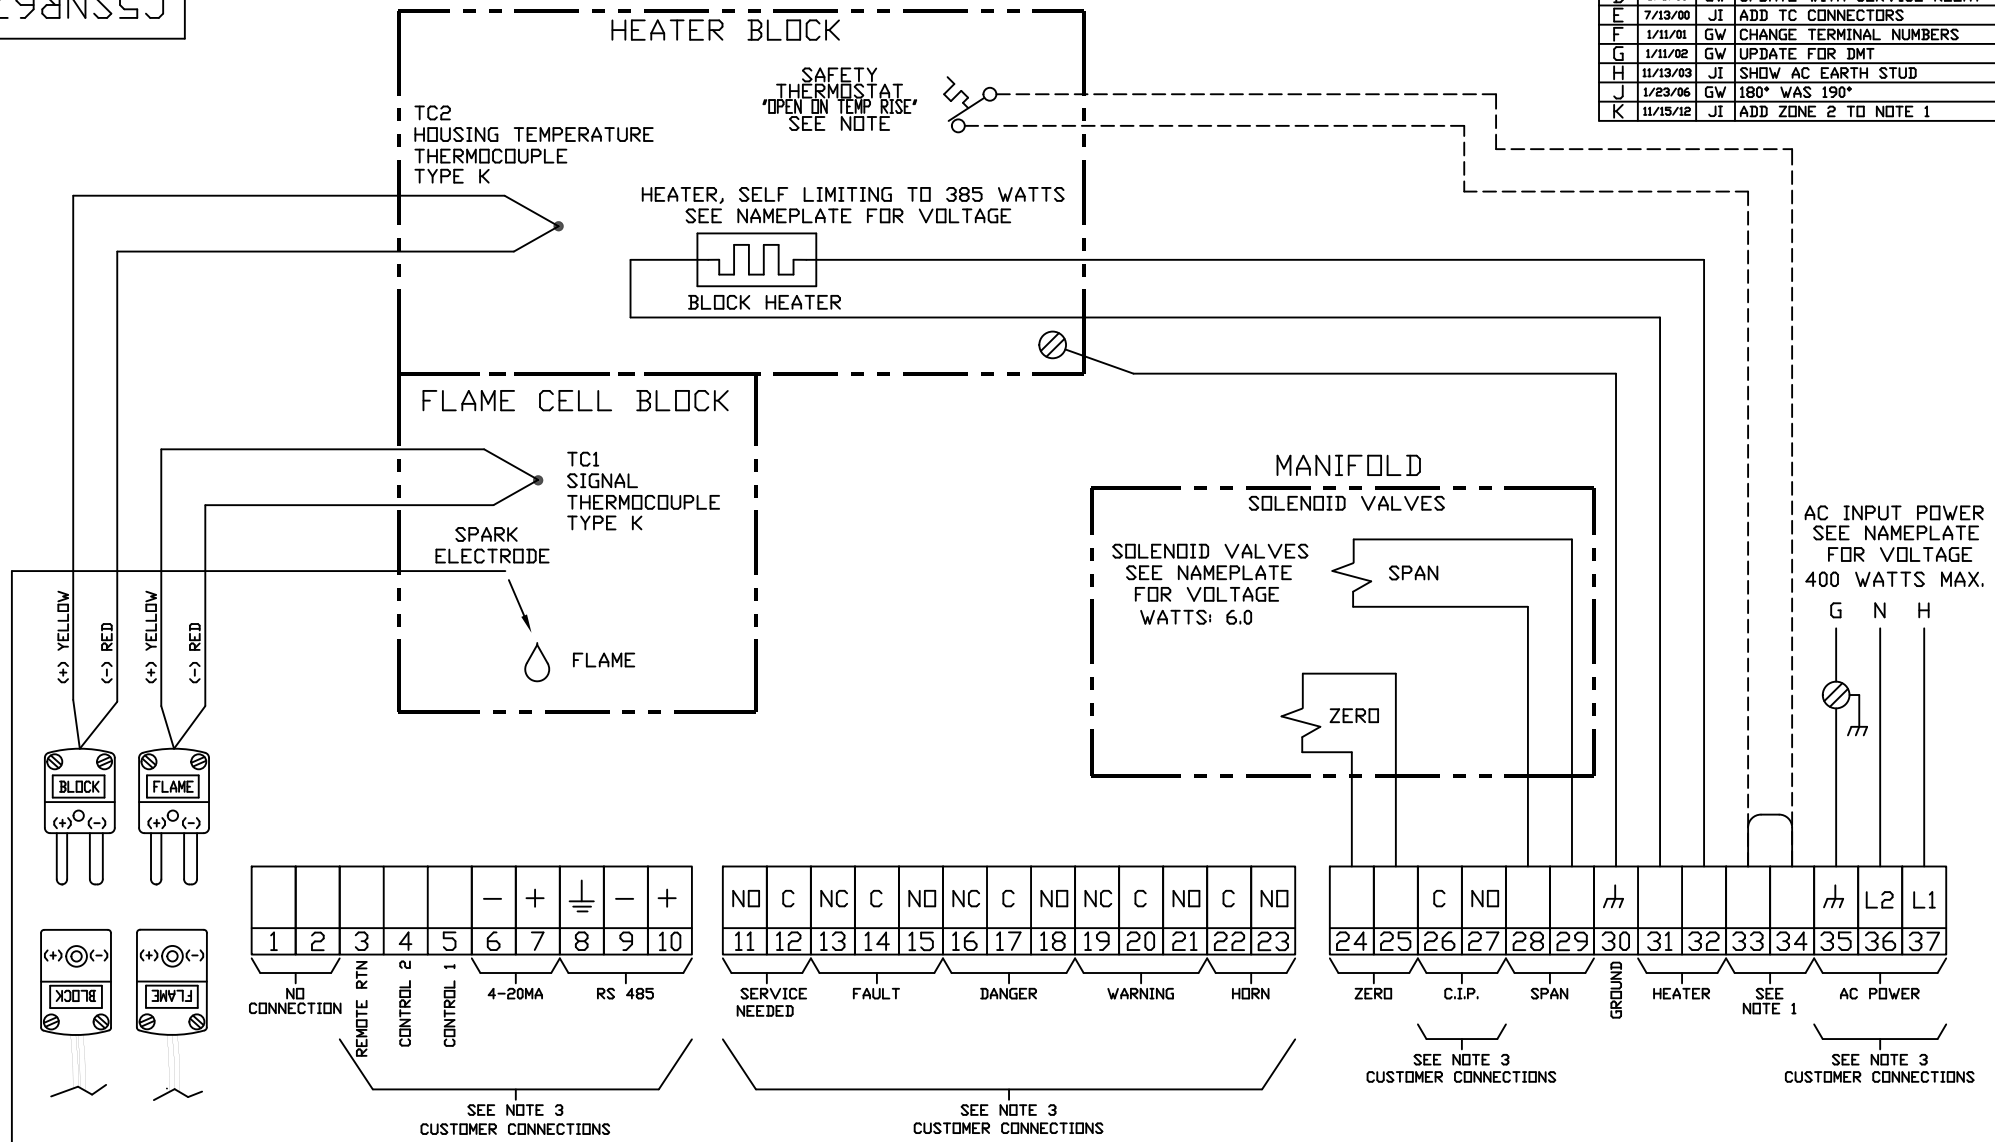 E 7/13/00 JI ADD TC CONNECTORS
F 1/11/01 GW CHANGE TERMINAL NUMBERS
G 1/11/02 GW UPDATE FOR DMT
H 11/13/03 JI SHOW AC EARTH STUD
J 1/23/06 GW 180° WAS 190°
K 11/15/12 JI ADD ZONE 2 TO NOTE 1
HEATER BLOCK
SAFETY
THERMOSTAT
"OPEN ON TEMP RISE"
SEE NOTE
TC2
HOUSING TEMPERATURE
THERMOCOUPLE
TYPE K
HEATER, SELF LIMITING TO 385 WATTS
SEE NAMEPLATE FOR VOLTAGE
BLOCK HEATER
FLAME CELL BLOCK
TC1
SIGNAL
THERMOCOUPLE
TYPE K
SPARK
ELECTRODE
FLAME
MANIFOLD
SOLENOID VALVES
SOLENOID VALVES
SEE NAMEPLATE
FOR VOLTAGE
WATTS: 6.0
SPAN
ZERO
AC INPUT POWER
SEE NAMEPLATE
FOR VOLTAGE
400 WATTS MAX.
G N H
(+) YELLOW
(-) RED
(+) YELLOW
(-) RED
BLOCK
(+) (-)
FLAME
(+) (-)
(+) (-)
BLOCK
(+) (-)
FLAME
- + - +
1 2 3 4 5 6 7 8 9 10
NO CONNECTION
REMOTE RTN
CONTROL 2
CONTROL 1
4-20MA
RS 485
SEE NOTE 3
CUSTOMER CONNECTIONS
NO C NC C NO NC C NO NC C NO C NO
11 12 13 14 15 16 17 18 19 20 21 22 23
SERVICE NEEDED
FAULT
DANGER
WARNING
HORN
SEE NOTE 3
CUSTOMER CONNECTIONS
C NO L2 L1
24 25 26 27 28 29 30 31 32 33 34 35 36 37
ZERO
C.I.P.
SPAN
GROUND
HEATER
SEE NOTE 1
AC POWER
SEE NOTE 3
CUSTOMER CONNECTIONS
SEE NOTE 3
CUSTOMER CONNECTIONS